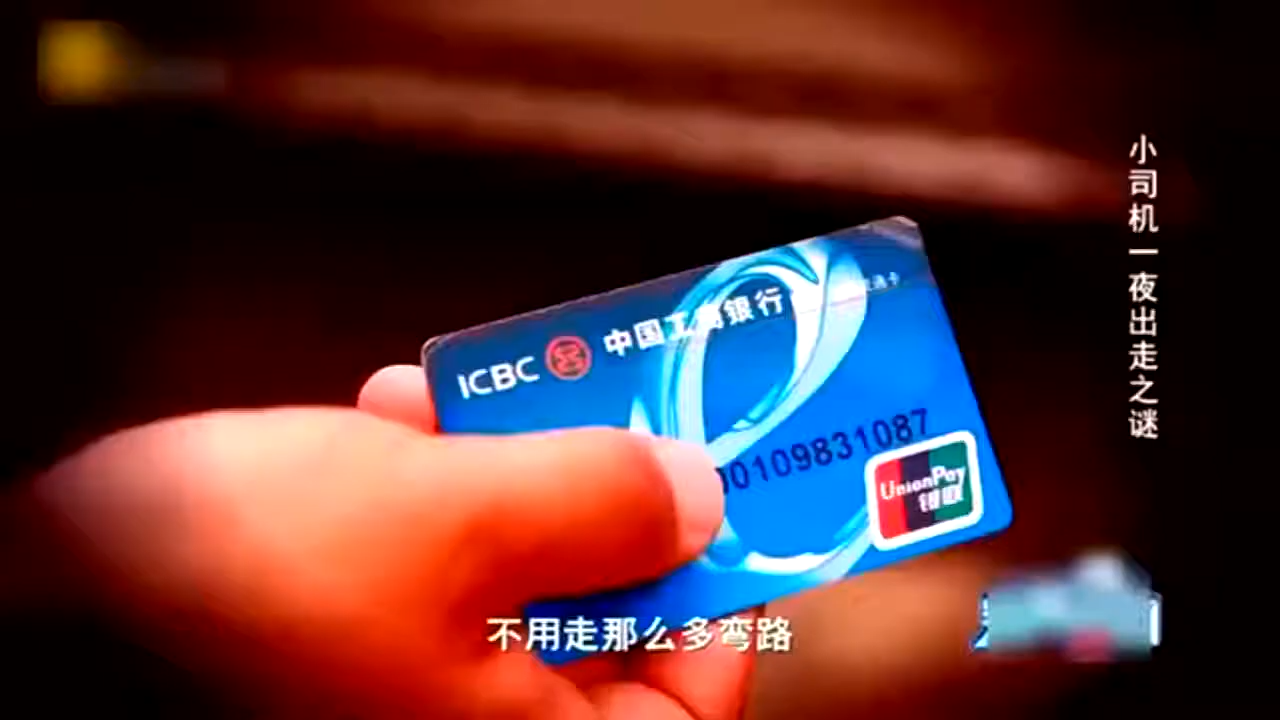 小司机一夜出走之谜
ICBC 中国工商银行
00109831087
UnionPay
银联
不用走那么多弯路